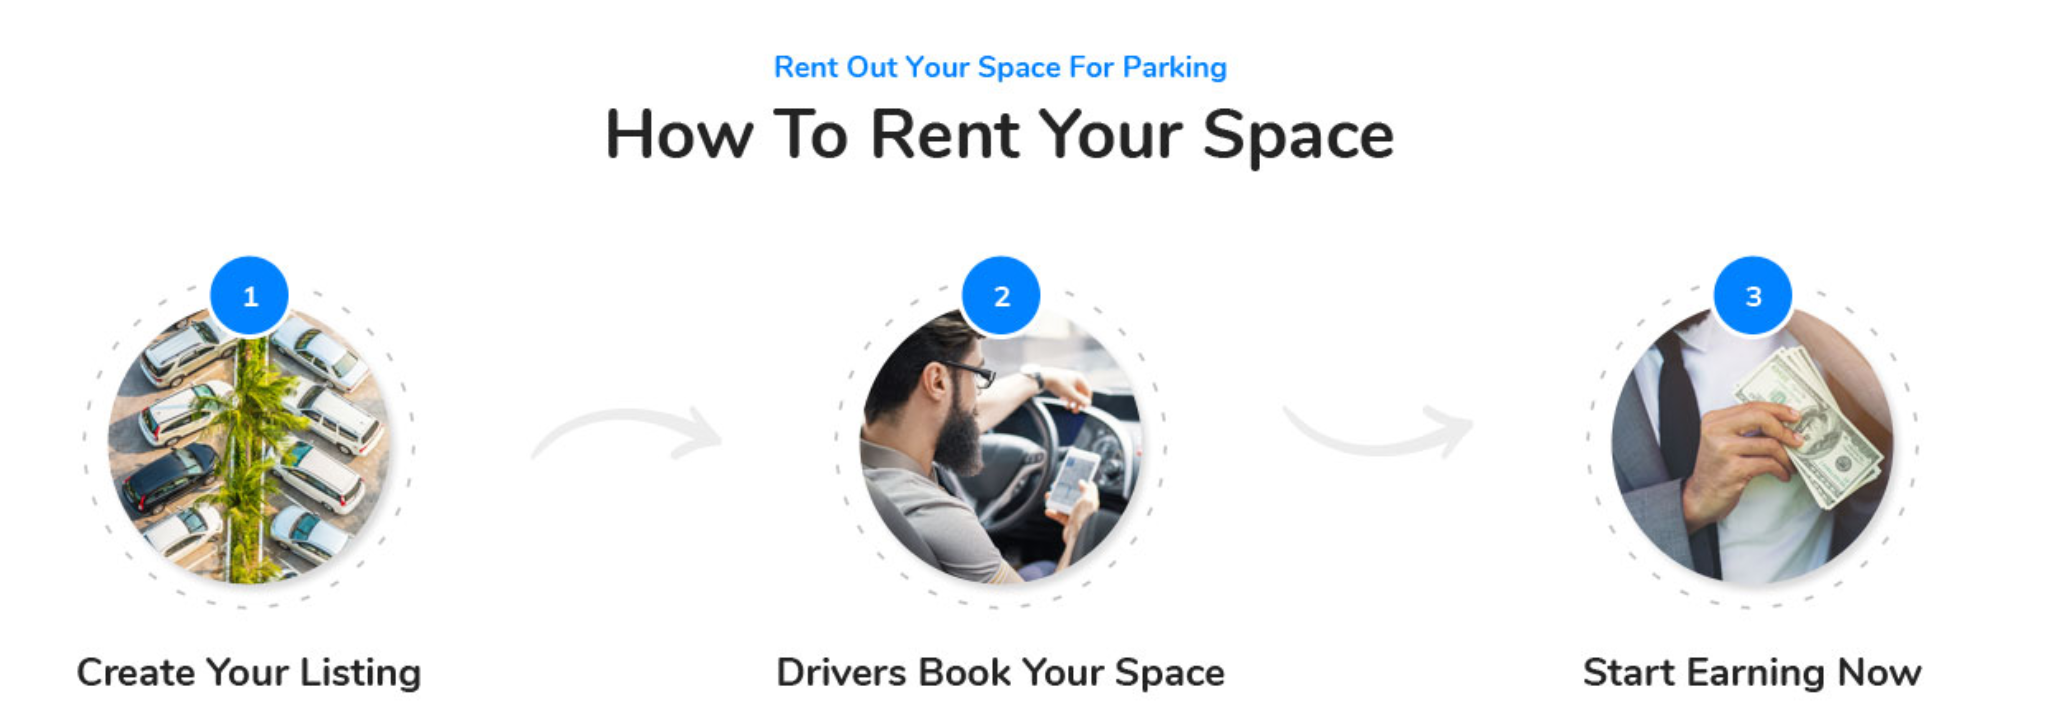 Rent Out Your Space For Parking
How To Rent Your Space
1
2
3
Create Your Listing
Drivers Book Your Space
Start Earning Now